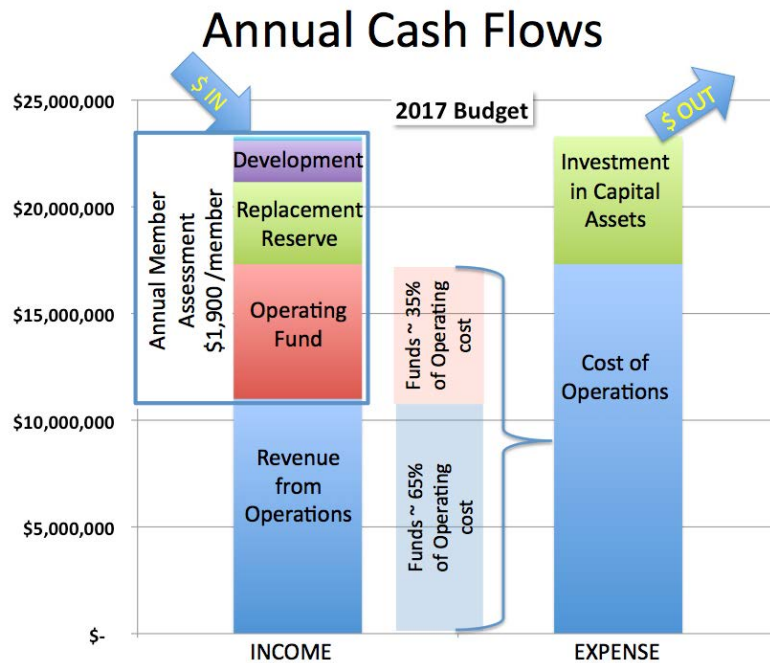 Annual Cash Flows
$ IN
$ OUT
2017 Budget
$25,000,000
$20,000,000
$15,000,000
$10,000,000
$5,000,000
$-
Annual Member
Assessment
$1,900 /member
Development
Replacement
Reserve
Operating
Fund
Revenue
from
Operations
Funds ~ 35%
of Operating
cost
Funds ~ 65%
of Operating
cost
Investment
in Capital
Assets
Cost of
Operations
INCOME
EXPENSE